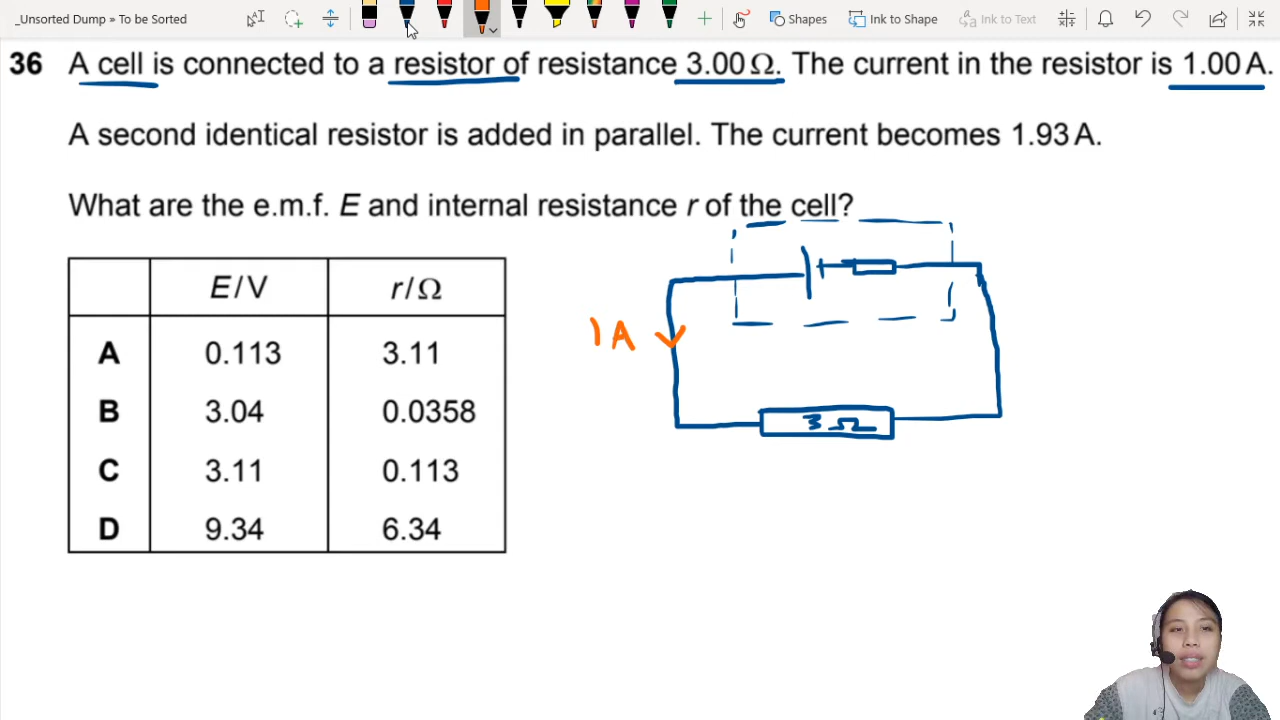 _Unsorted Dump » To Be Sorted
Shapes
Ink to Shape
Ink to Text
36 A cell is connected to a resistor of resistance 3.00 Ω. The current in the resistor is 1.00 A.
A second identical resistor is added in parallel. The current becomes 1.93 A.
What are the e.m.f. E and internal resistance r of the cell?
E/V r/Ω
A 0.113 3.11
B 3.04 0.0358
C 3.11 0.113
D 9.34 6.34
1A
3 Ω